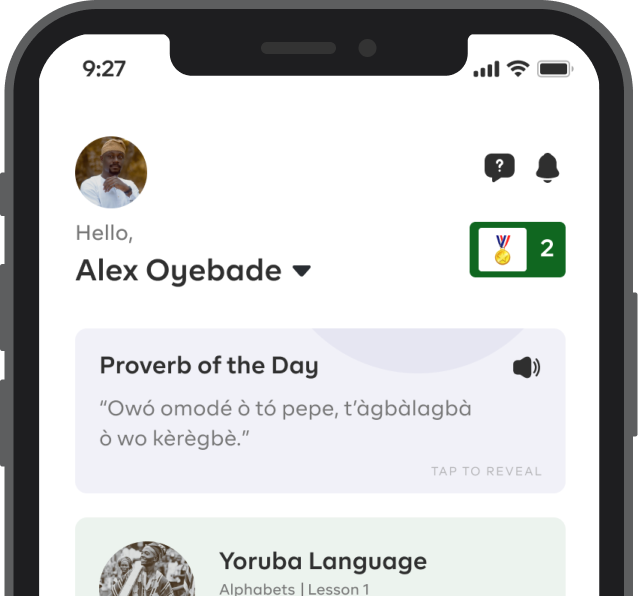 9:27
Hello,
Alex Oyebade
2
Proverb of the Day
“Owó omodé ò tó pepe, t’àgbàlagbà
ò wo kèrègbè.”
TAP TO REVEAL
Yoruba Language
Alphabets | Lesson 1